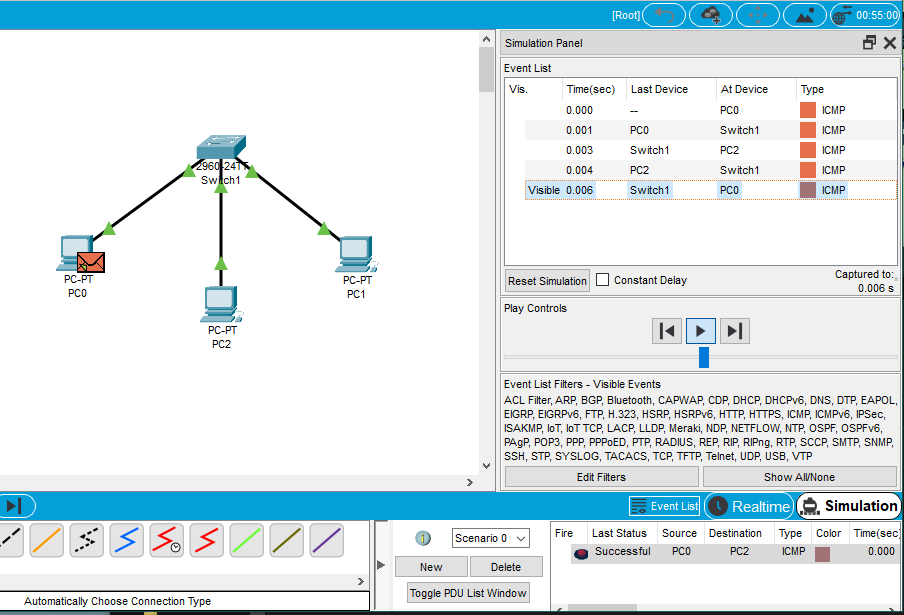 [Root]
00:55:00
Simulation Panel
Event List
Vis. Time(sec) Last Device At Device Type
0.000 -- PC0 ICMP
0.001 PC0 Switch1 ICMP
0.003 Switch1 PC2 ICMP
0.004 PC2 Switch1 ICMP
Visible 0.006 Switch1 PC0 ICMP
Reset Simulation Constant Delay Captured to:
0.006 s
Play Controls
Event List Filters - Visible Events
ACL Filter, ARP, BGP, Bluetooth, CAPWAP, CDP, DHCP, DHCPv6, DNS, DTP, EAPOL,
EIGRP, EIGRPv6, FTP, H.323, HSRP, HSRPv6, HTTP, HTTPS, ICMP, ICMPv6, IPSec,
ISAKMP, IoT, IoT TCP, LACP, LLDP, Meraki, NDP, NETFLOW, NTP, OSPF, OSPFv6,
PAgP, POP3, PPP, PPPoED, PTP, RADIUS, REP, RIP, RIPng, RTP, SCCP, SMTP, SNMP,
SSH, STP, SYSLOG, TACACS, TCP, TFTP, Telnet, UDP, USB, VTP
Edit Filters Show All/None
2960-24TT
Switch1
PC-PT
PC0
PC-PT
PC2
PC-PT
PC1
Event List Realtime Simulation
Scenario 0
New Delete
Toggle PDU List Window
Fire Last Status Source Destination Type Color Time(sec)
Successful PC0 PC2 ICMP 0.000
Automatically Choose Connection Type